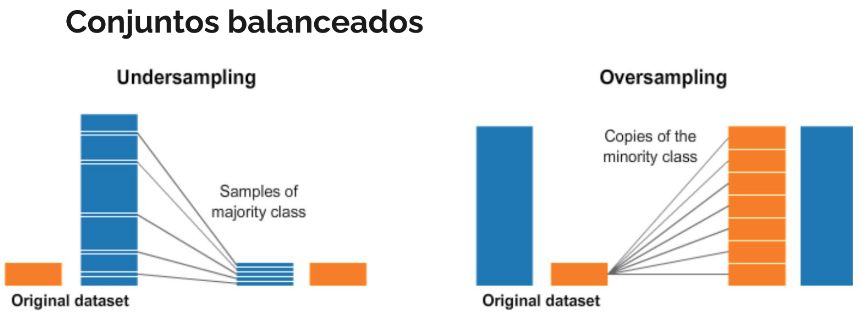 Conjuntos balanceados
Undersampling
Samples of
majority class
Original dataset
Oversampling
Copies of the
minority class
Original dataset